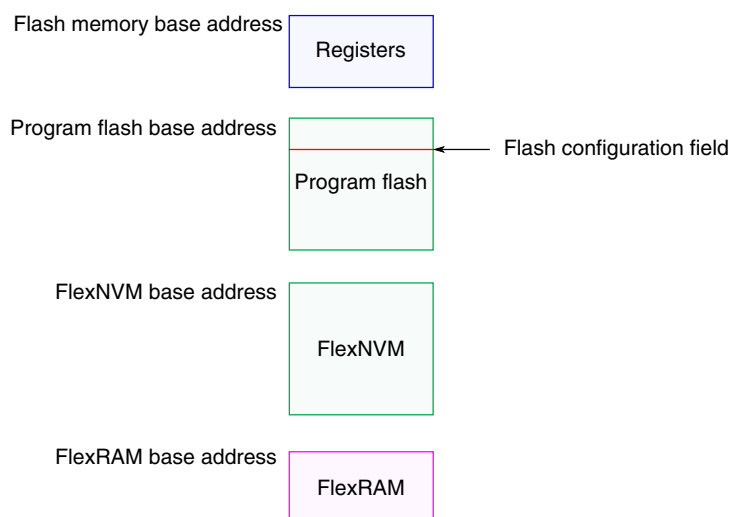 Flash memory base address
Registers
Program flash base address
Flash configuration field
Program flash
FlexNVM base address
FlexNVM
FlexRAM base address
FlexRAM